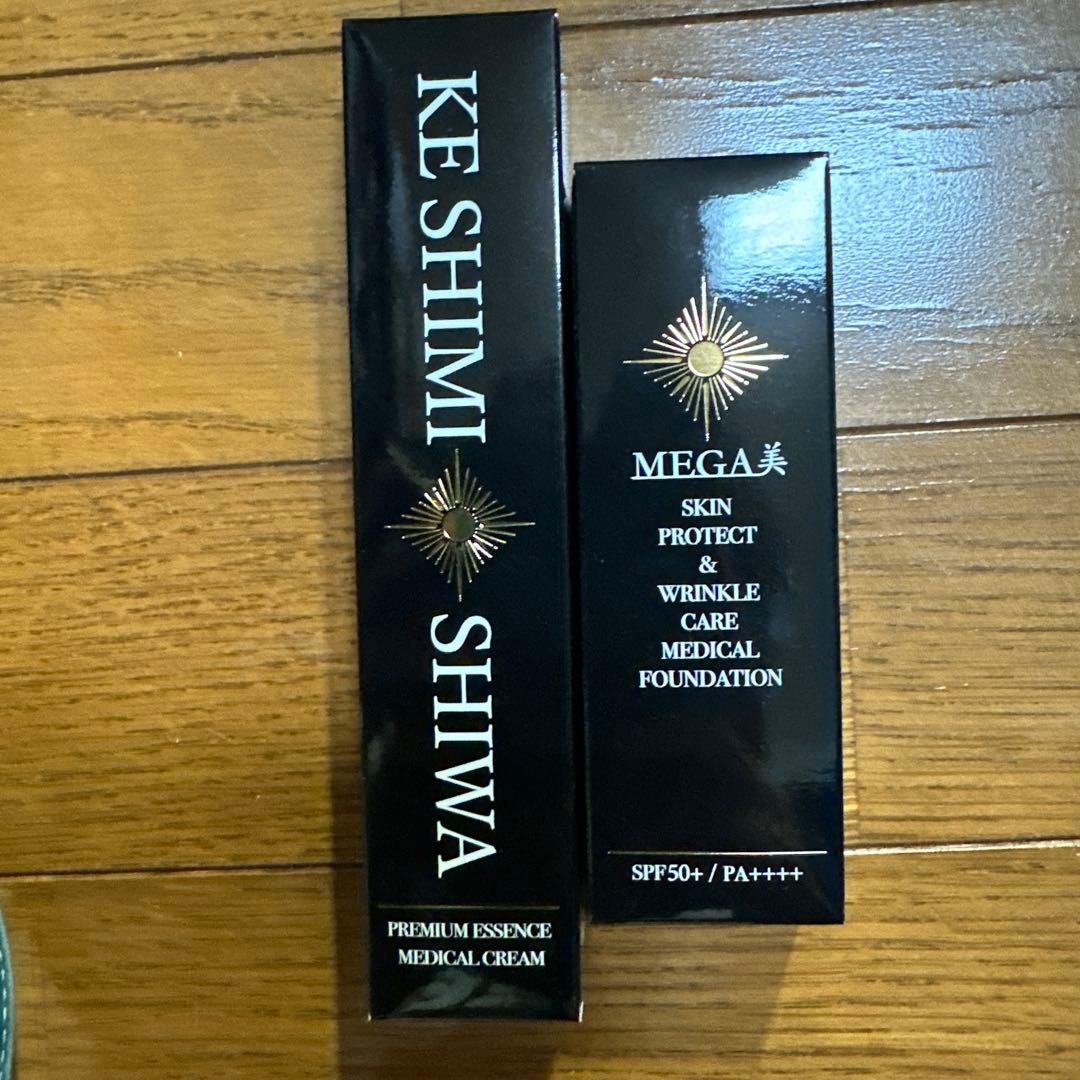 KE SHIMI SHIWA
PREMIUM ESSENCE
MEDICAL CREAM
MEGA美
SKIN
PROTECT
&
WRINKLE
CARE
MEDICAL
FOUNDATION
SPF50+ / PA++++